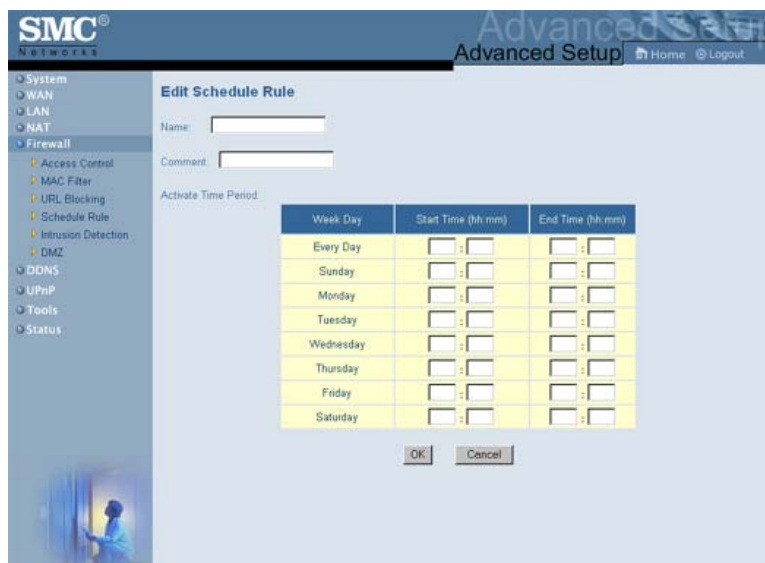 SMC®
Networks
Advanced Setup
Advanced Setup
Home
Logout
System
WAN
LAN
NAT
Firewall
Access Control
MAC Filter
URL Blocking
Schedule Rule
Intrusion Detection
DMZ
DDNS
UPnP
Tools
Status
Edit Schedule Rule
Name:
Comment:
Activate Time Period:
Week Day Start Time (hh:mm) End Time (hh:mm)
Every Day : :
Sunday : :
Monday : :
Tuesday : :
Wednesday : :
Thursday : :
Friday : :
Saturday : :
OK Cancel